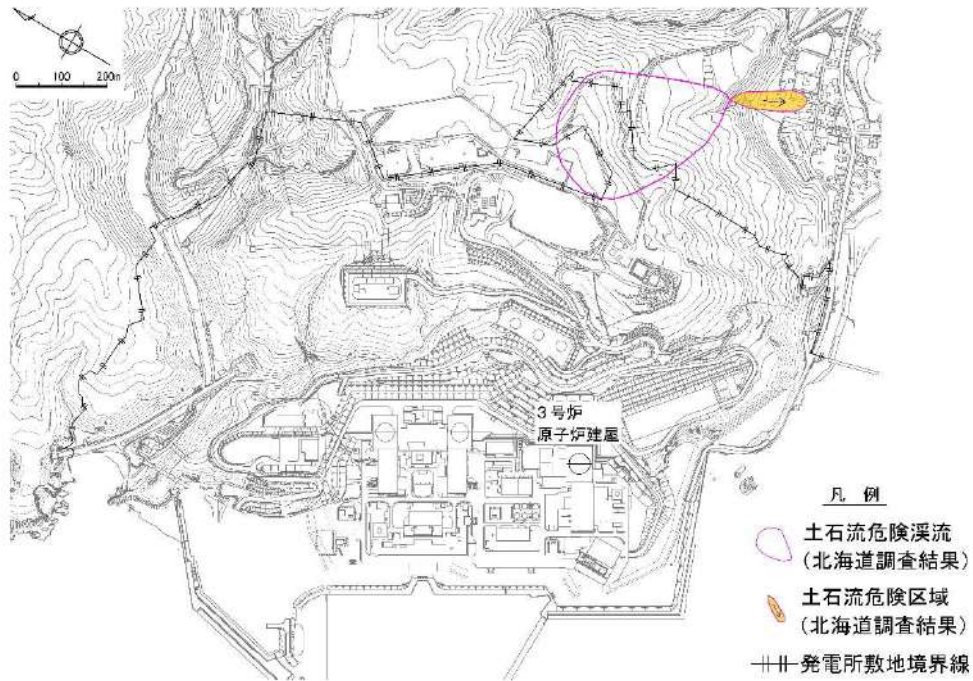 0 100 200m
3号炉
原子炉建屋
凡 例
土石流危険渓流
(北海道調査結果)
土石流危険区域
(北海道調査結果)
発電所敷地境界線